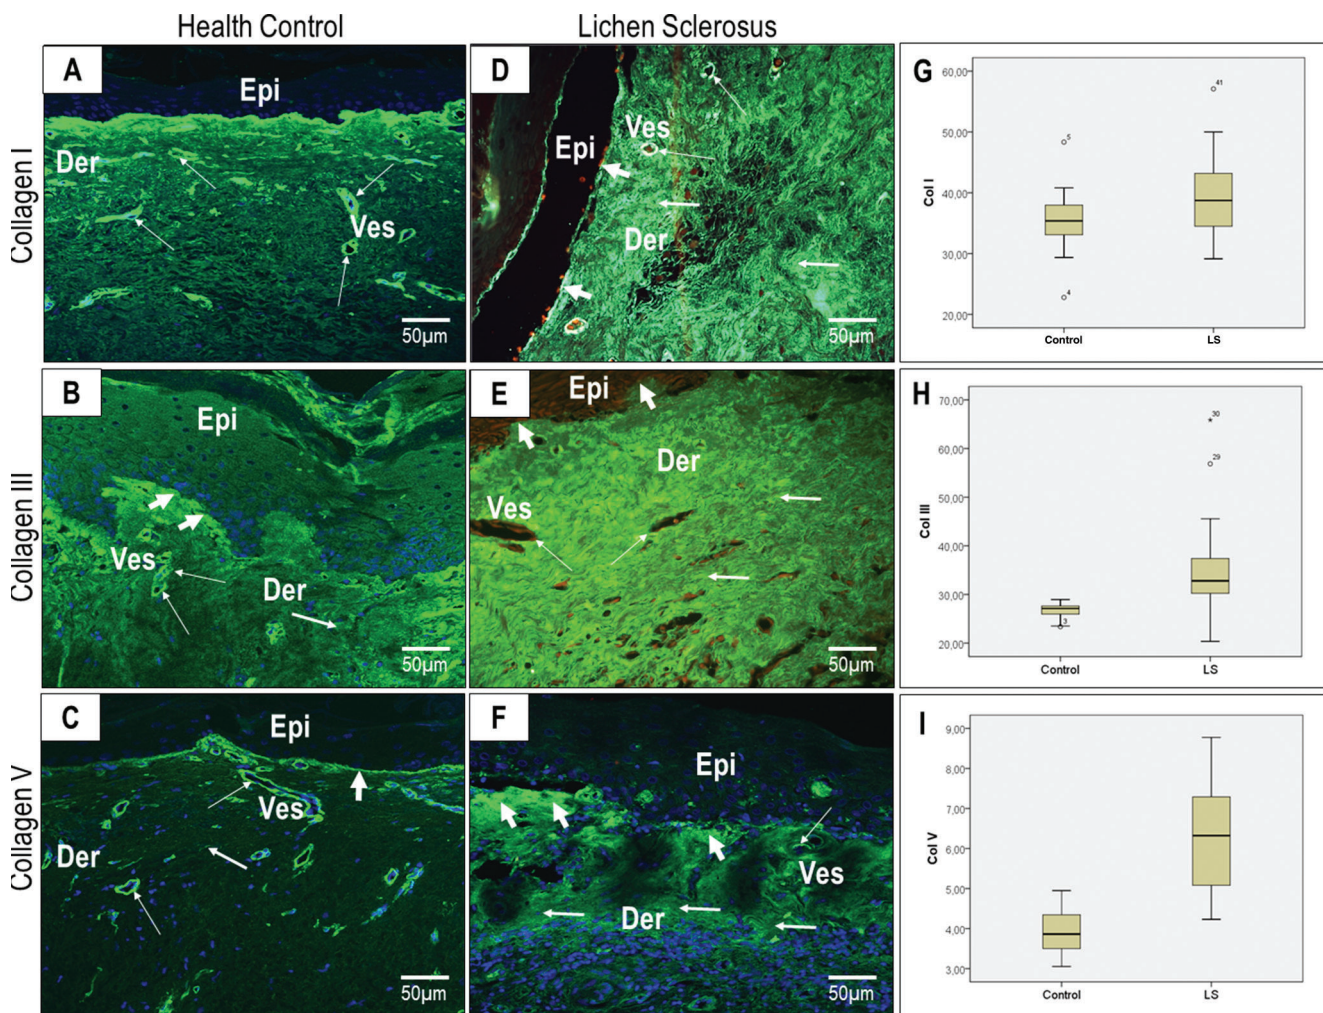 Health Control
Lichen Sclerosus
Collagen I
A
Epi
Der
Ves
50µm
D
Epi
Ves
Der
50µm
G
60,00
50,00
40,00
30,00
20,00
Col I
5
4
41
Control
LS
Collagen III
B
Epi
Ves
Der
50µm
E
Epi
Der
Ves
50µm
H
70,00
60,00
50,00
40,00
30,00
20,00
Col III
3
30
29
Control
LS
Collagen V
C
Epi
Ves
Der
50µm
F
Epi
Ves
Der
50µm
I
9,00
8,00
7,00
6,00
5,00
4,00
3,00
Col V
Control
LS